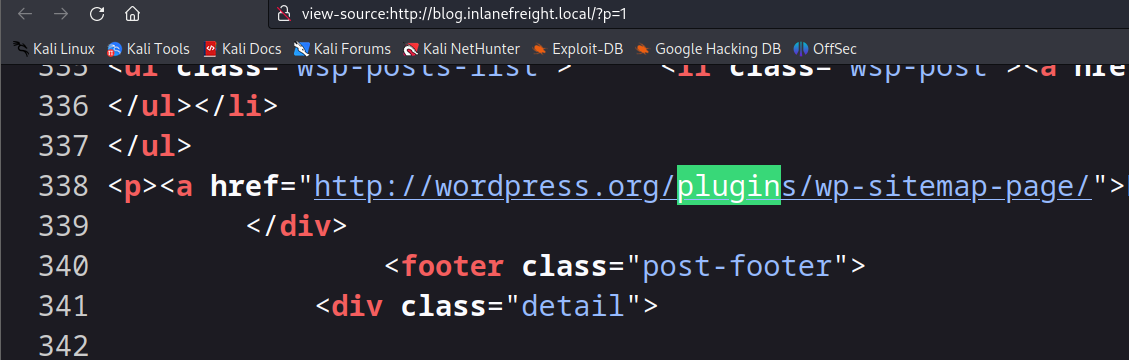 view-source:http://blog.inlanefreight.local/?p=1
Kali Linux Kali Tools Kali Docs Kali Forums Kali NetHunter Exploit-DB Google Hacking DB OffSec
335 <ul class="wsp-posts-list"> <li class="wsp-post"><a hre
336 </ul></li>
337 </ul>
338 <p><a href="http://wordpress.org/plugins/wp-sitemap-page/">
339 </div>
340 <footer class="post-footer">
341 <div class="detail">
342